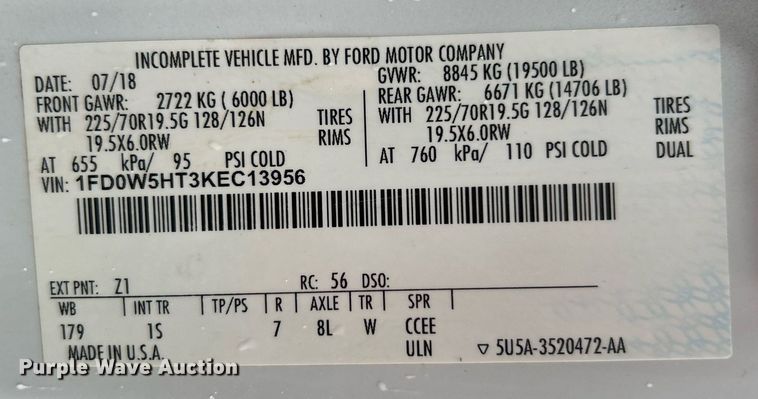 INCOMPLETE VEHICLE MFD. BY FORD MOTOR COMPANY
DATE: 07/18 GVWR: 8845 KG (19500 LB)
FRONT GAWR: 2722 KG ( 6000 LB) REAR GAWR: 6671 KG (14706 LB)
WITH 225/70R19.5G 128/126N TIRES WITH 225/70R19.5G 128/126N TIRES
19.5X6.0RW RIMS 19.5X6.0RW RIMS
AT 655 kPa/ 95 PSI COLD AT 760 kPa/ 110 PSI COLD DUAL
VIN: 1FD0W5HT3KEC13956
EXT PNT: Z1 RC: 56 DSO:
WB INT TR TP/PS R AXLE TR SPR
179 1S 7 8L W CCEE
MADE IN U.S.A. ULN ▽ 5U5A-3520472-AA
Purple Wave Auction